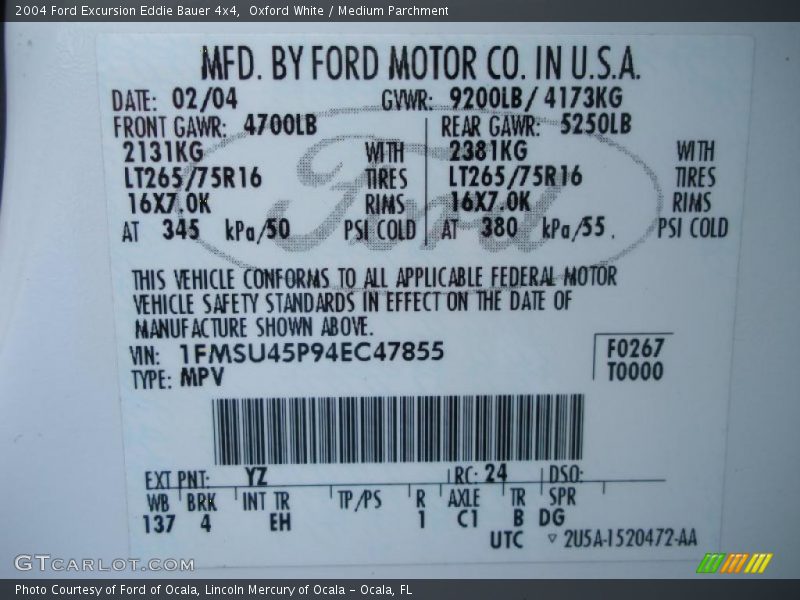 2004 Ford Excursion Eddie Bauer 4x4,  Oxford White / Medium Parchment
MFD. BY FORD MOTOR CO. IN U.S.A.
DATE: 02/04 GVWR: 9200LB/ 4173KG
FRONT GAWR: 4700LB REAR GAWR: 5250LB
2131KG WITH 2381KG WITH
LT265/75R16 TIRES LT265/75R16 TIRES
16X7.0K RIMS 16X7.0K RIMS
AT 345 kPa/50 PSI COLD AT 380 kPa/55 . PSI COLD
Ford
THIS VEHICLE CONFORMS TO ALL APPLICABLE FEDERAL MOTOR
VEHICLE SAFETY STANDARDS IN EFFECT ON THE DATE OF
MANUFACTURE SHOWN ABOVE.
VIN: 1FMSU45P94EC47855 F0267
TYPE: MPV T0000
EXT PNT: YZ RC: 24 DSO:
WB BRK INT TR TP/PS R AXLE TR SPR
137 4 EH 1 C1 B DG
UTC ▽ 2U5A-1520472-AA
GTCARLOT.COM
Photo Courtesy of Ford of Ocala, Lincoln Mercury of Ocala - Ocala, FL